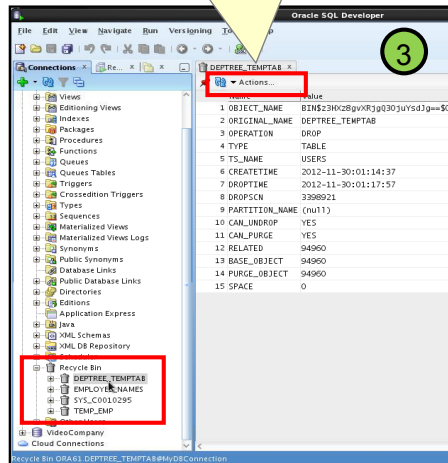 Oracle SQL Developer
File Edit View Navigate Run Versioning
3
Connections
DEPTREE_TEMPTAB
Actions...
Name Value
Views
Editioning Views
Indexes
Packages
Procedures
Functions
Queues
Queues Tables
Triggers
Crossedition Triggers
Types
Sequences
Materialized Views
Materialized Views Logs
Synonyms
Public Synonyms
Database Links
Public Database Links
Directories
Editions
Application Express
Java
XML Schemas
XML DB Repository
Recycle Bin
DEPTREE_TEMPTAB
EMPLOYEE_NAMES
SYS_C0010295
TEMP_EMP
Other Users
VideoCompany
Cloud Connections
1 OBJECT_NAME
2 ORIGINAL_NAME DEPTREE_TEMPTAB
3 OPERATION DROP
4 TYPE TABLE
5 TS_NAME USERS
6 CREATETIME 2012-11-30:01:14:37
7 DROPTIME 2012-11-30:01:17:57
8 DROPSCN 3398921
9 PARTITION_NAME (null)
10 CAN_UNDROP YES
11 CAN_PURGE YES
12 RELATED 94960
13 BASE_OBJECT 94960
14 PURGE_OBJECT 94960
15 SPACE 0
Recycle Bin ORA61.DEPTREE_TEMPTAB@MyDBConnection